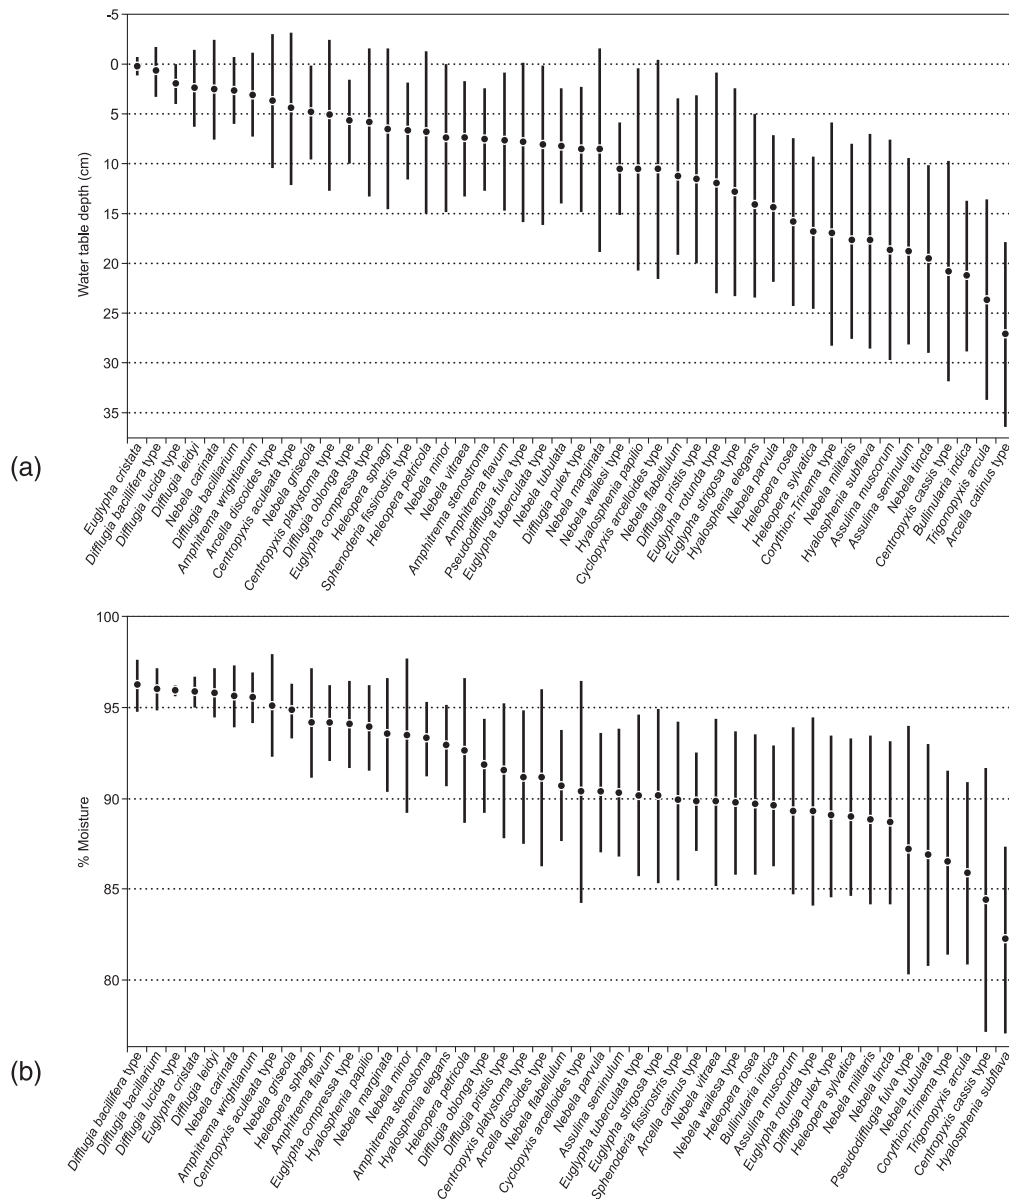 -5
0
5
10
15
20
25
30
35
Water table depth (cm)
(a)
Euglypha cristata
Difflugia bacillifera type
Difflugia lucida type
Difflugia leidyi
Nebela carinata
Difflugia bacillarium
Amphitrema wrightianum
Arcella discoides type
Centropyxis aculeata type
Nebela griseola
Centropyxis platystoma type
Difflugia oblonga type
Euglypha compressa type
Heleopera sphagn
Sphenoderia fissirostris type
Heleopera petricola
Nebela minor
Nebela vitraea
Amphitrema stenostroma
Amphitrema flavum
Pseudodifflugia fulva type
Euglypha tuberculata type
Nebela tubulata
Difflugia pulex type
Nebela marginata
Nebela wailesi type
Hyalosphenia papilio
Cyclopyxis arcelloides type
Nebela flabellulum
Difflugia pristis type
Euglypha rotunda type
Euglypha strigosa type
Hyalosphenia elegans
Nebela parvula
Heleopera rosea
Heleopera sylvatica
Corythion-Trinema type
Nebela militaris
Hyalosphenia subflava
Assulina muscorum
Assulina seminulum
Nebela tincta
Centropyxis cassis type
Bullinularia indica
Trigonopyxis arcula
Arcella catinus type
100
95
90
85
80
% Moisture
(b)
Difflugia bacilifera type
Difflugia bacillarium
Difflugia lucida type
Euglypha cristata
Difflugia leidyi
Nebela carinata
Amphitrema wrightianum
Centropyxis aculeata type
Nebela griseola
Heleopera sphagn
Amphitrema flavum
Euglypha compressa type
Hyalosphenia papilio
Nebela marginata
Nebela minor
Amphitrema stenostoma
Hyalosphenia elegans
Heleopera petricola
Difflugia oblonga type
Difflugia pristis type
Centropyxis platystoma type
Arcella discoides type
Nebela flabellulum
Cyclopyxis arcelloides type
Nebela parvula
Assulina seminulum
Euglypha tuberculata type
Euglypha strigosa type
Sphenoderia fissirostris type
Arcella catinus type
Nebela vitraea
Nebela wailesi type
Heleopera rosea
Bullinularia indica
Assulina muscorum
Euglypha rotunda type
Difflugia pulex type
Heleopera sylvatica
Nebela militaris
Nebela tincta
Pseudodifflugia fulva type
Nebela tubulata
Corythion-Trinema type
Trigonopyxis arcula
Centropyxis cassis type
Hyalosphenia subflava